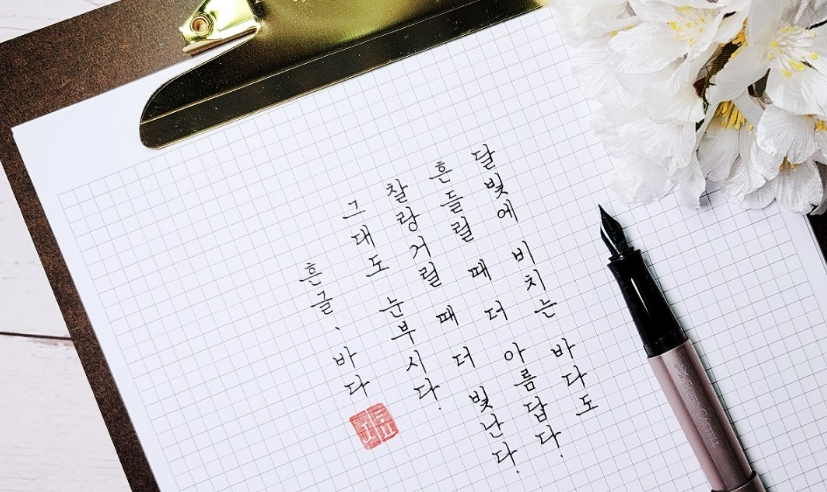 달빛에 비치는 바다도
흔들릴 때 더 아름답다.
찰랑거릴 때 더 빛난다.
그대도 눈부시다.
흔글、바다